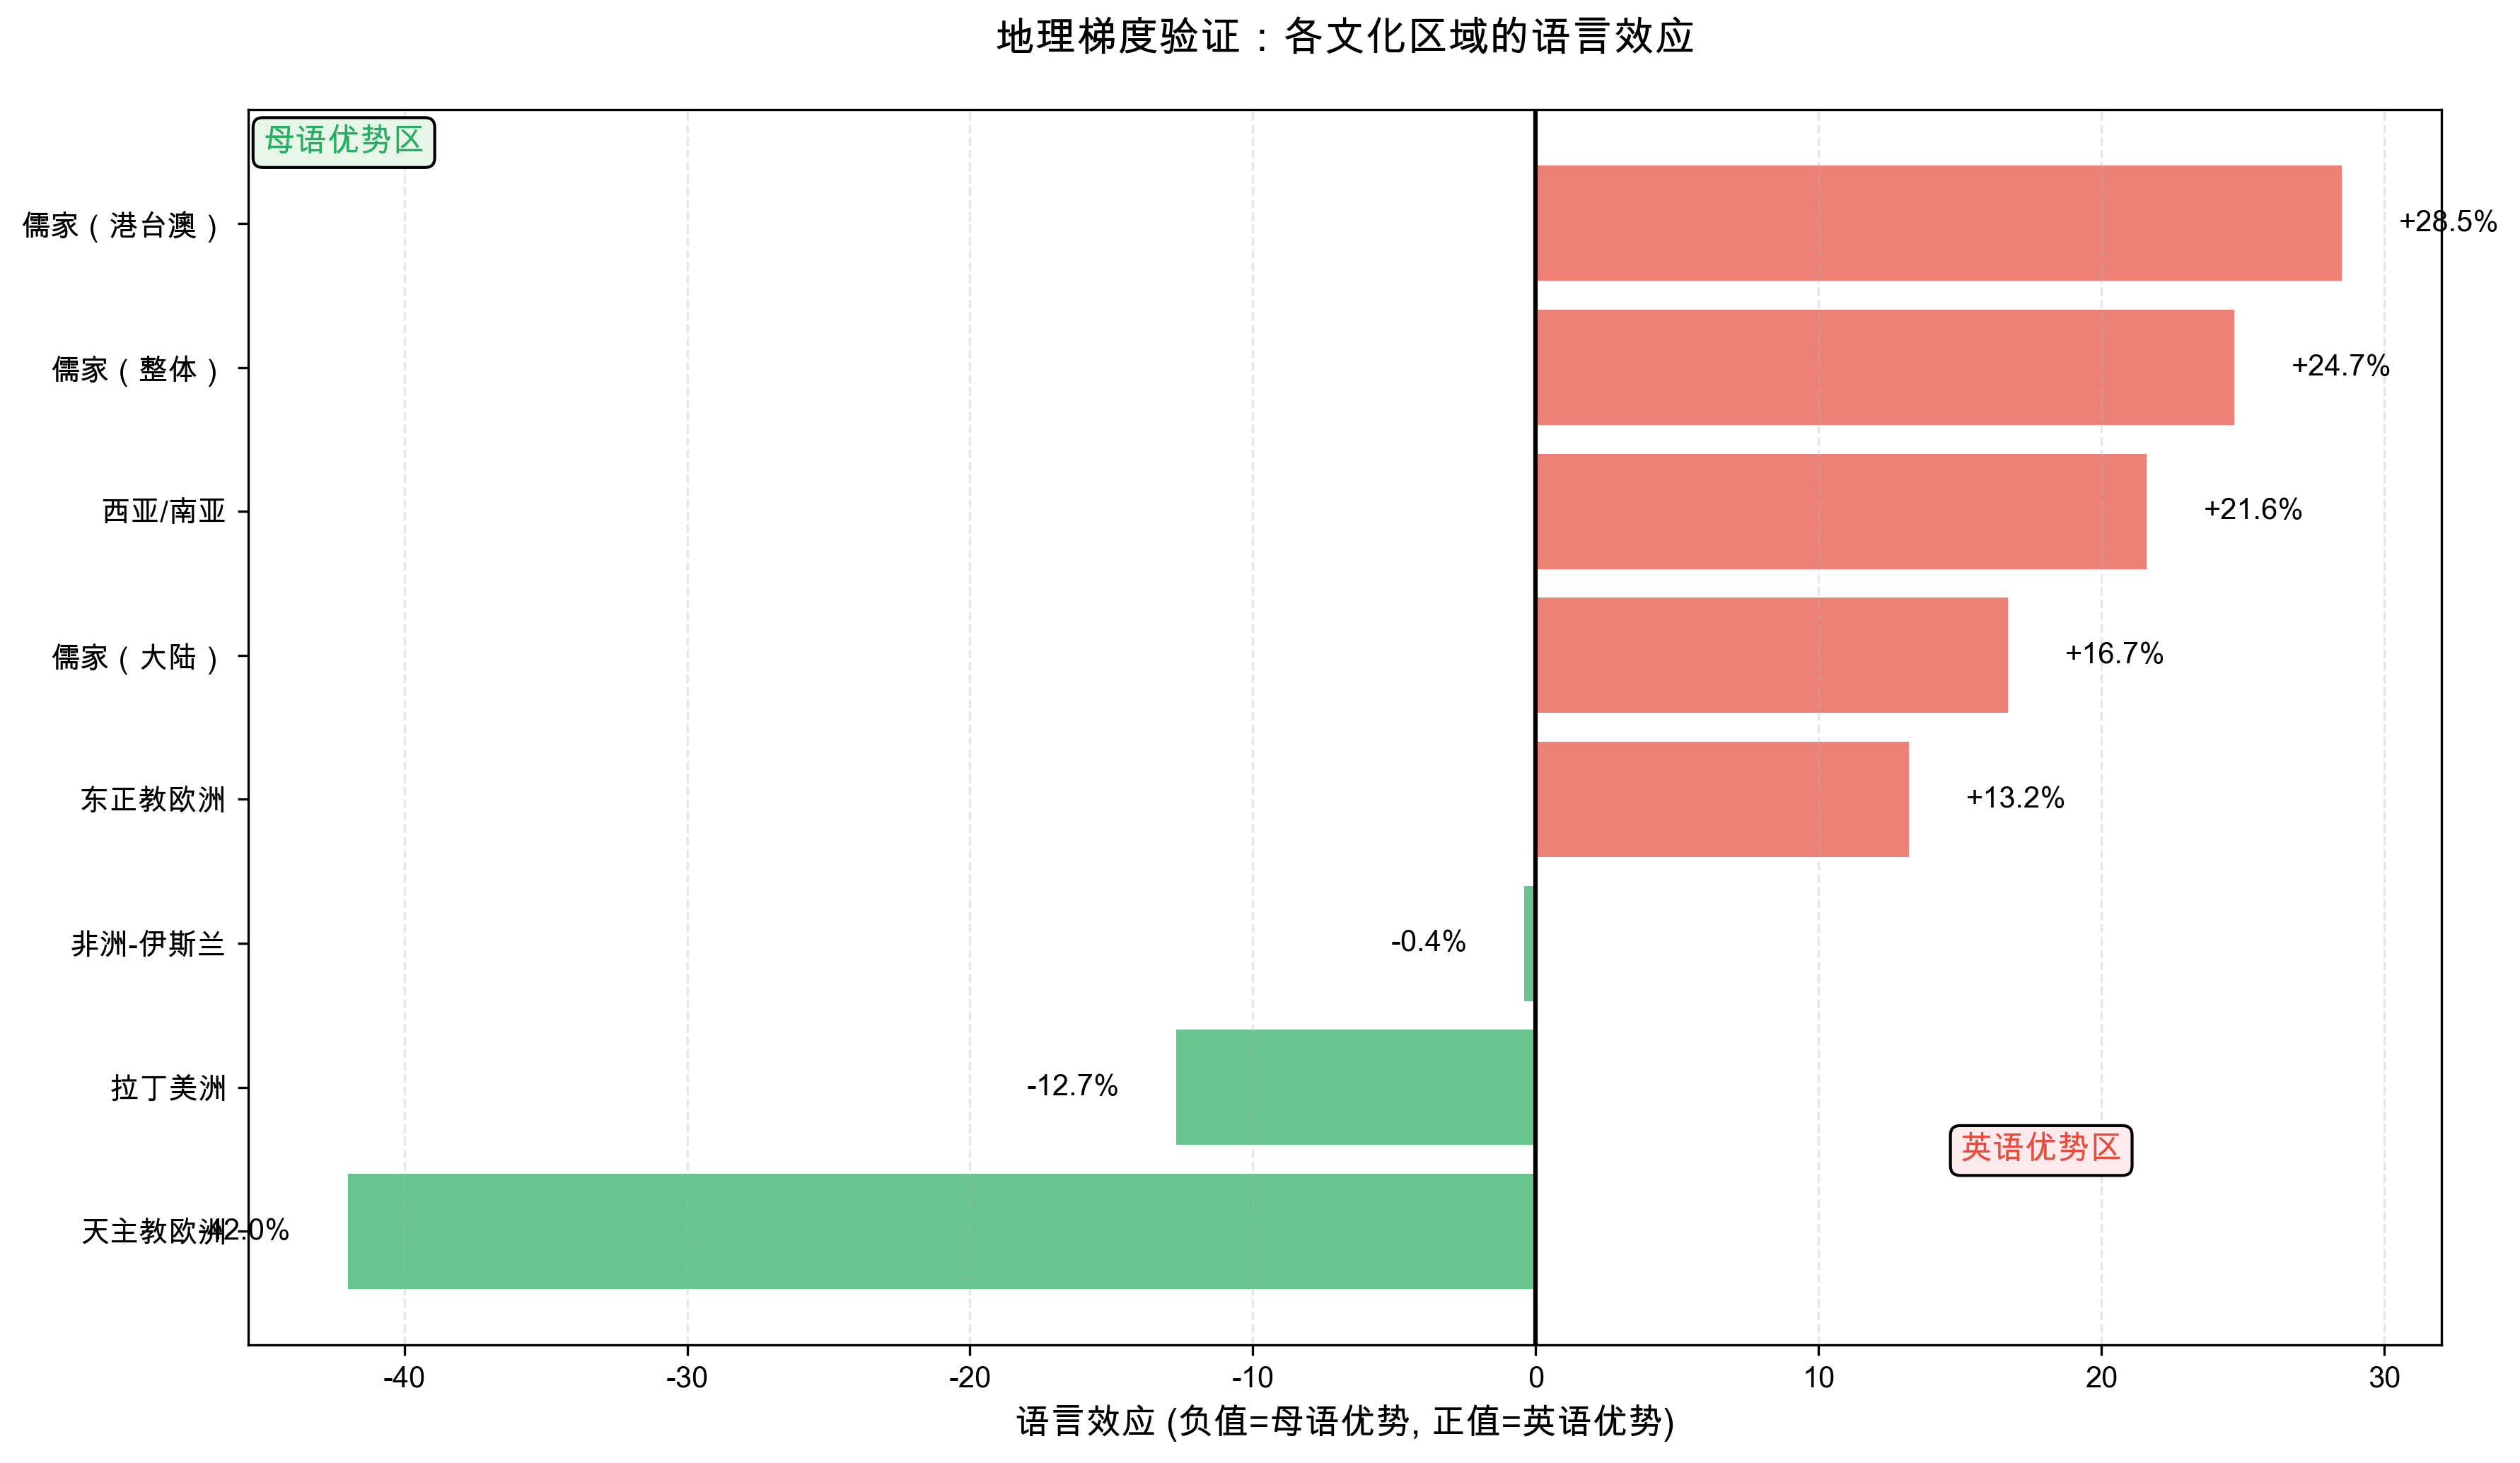 地理梯度验证：各文化区域的语言效应
母语优势区
儒家（港台澳） +28.5%
儒家（整体） +24.7%
西亚/南亚 +21.6%
儒家（大陆） +16.7%
东正教欧洲 +13.2%
非洲-伊斯兰 -0.4%
拉丁美洲 -12.7%
英语优势区
天主教欧洲 -42.0%
-40 -30 -20 -10 0 10 20 30
语言效应 (负值=母语优势, 正值=英语优势)